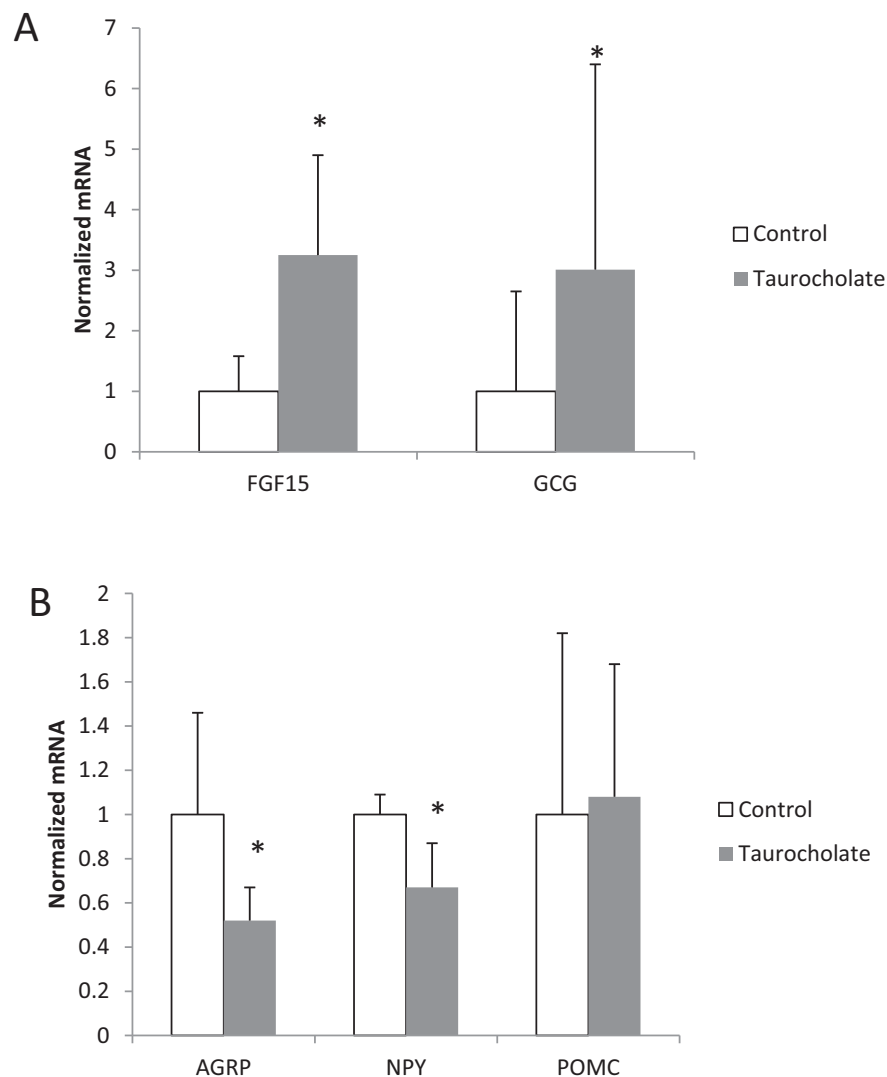 A
Normalized mRNA
7
6
5
4
3
2
1
0
*
*
FGF15 GCG
Control
Taurocholate
B
Normalized mRNA
2
1.8
1.6
1.4
1.2
1
0.8
0.6
0.4
0.2
0
*
*
AGRP NPY POMC
Control
Taurocholate